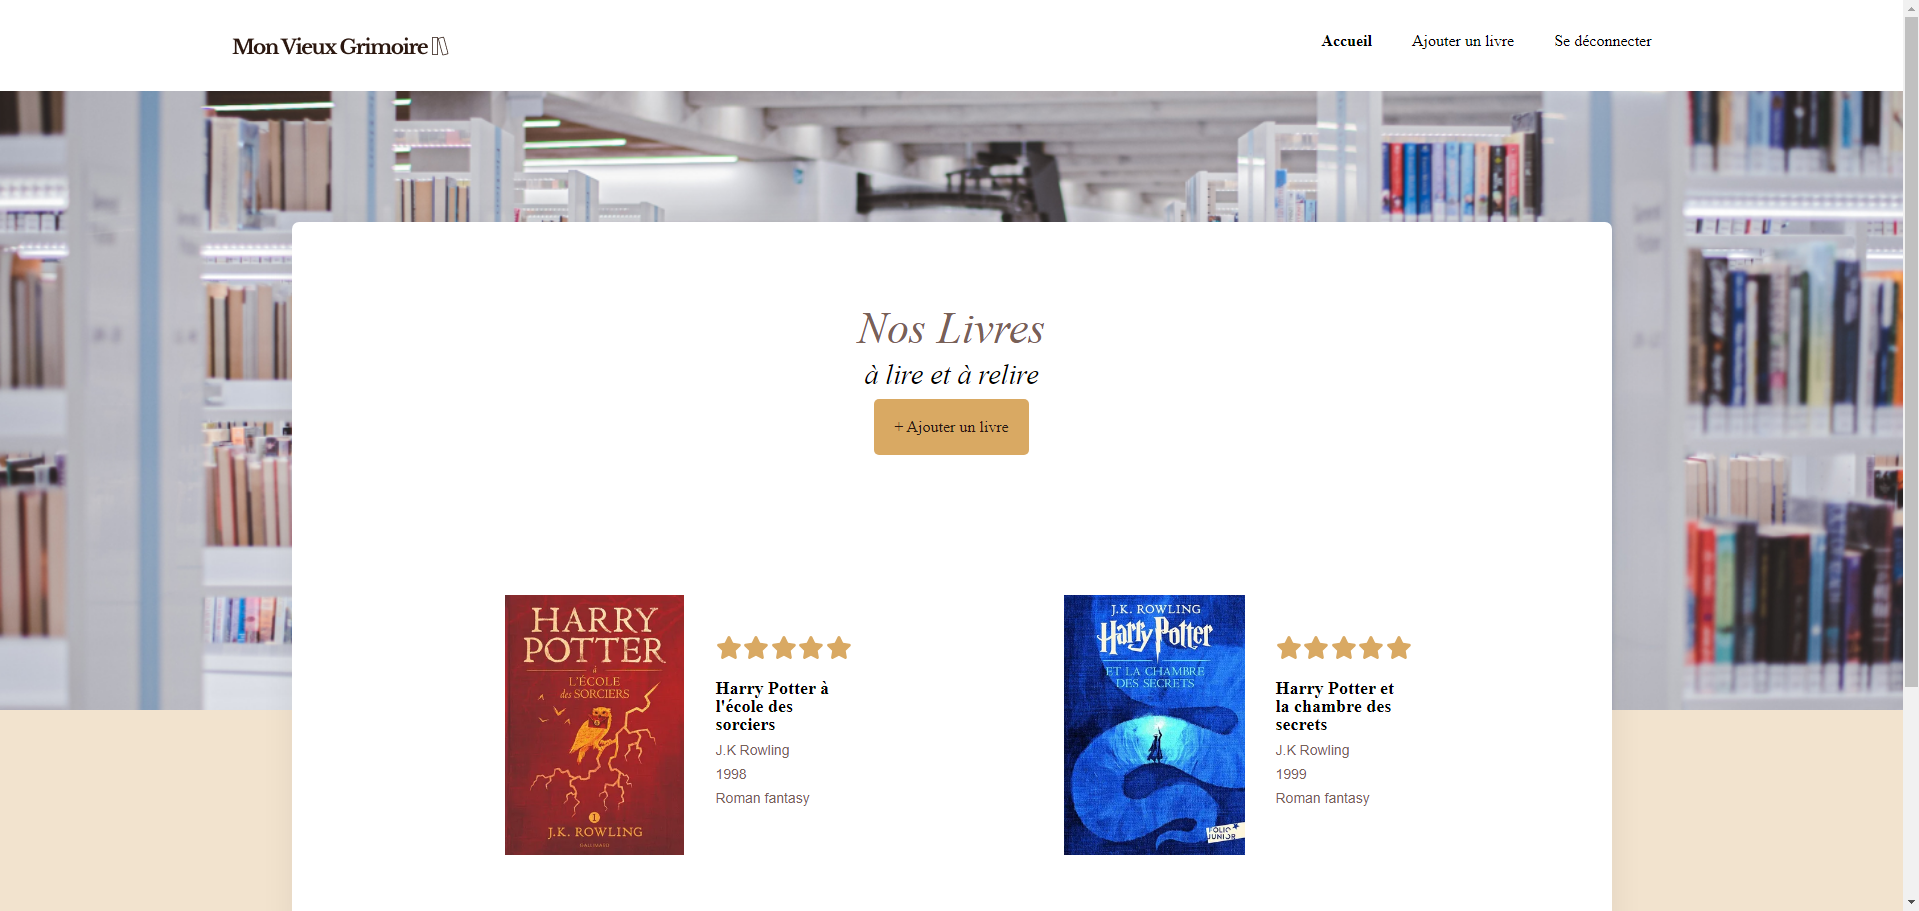 Mon Vieux Grimoire
Accueil
Ajouter un livre
Se déconnecter
Nos Livres
à lire et à relire
+ Ajouter un livre
HARRY
POTTER
à
L'ÉCOLE
des SORCIERS
1
J.K. ROWLING
GALLIMARD
Harry Potter à
l'école des
sorciers
J.K Rowling
1998
Roman fantasy
J.K. ROWLING
Harry Potter
ET LA CHAMBRE
DES SECRETS
FOLIO
JUNIOR
Harry Potter et
la chambre des
secrets
J.K Rowling
1999
Roman fantasy